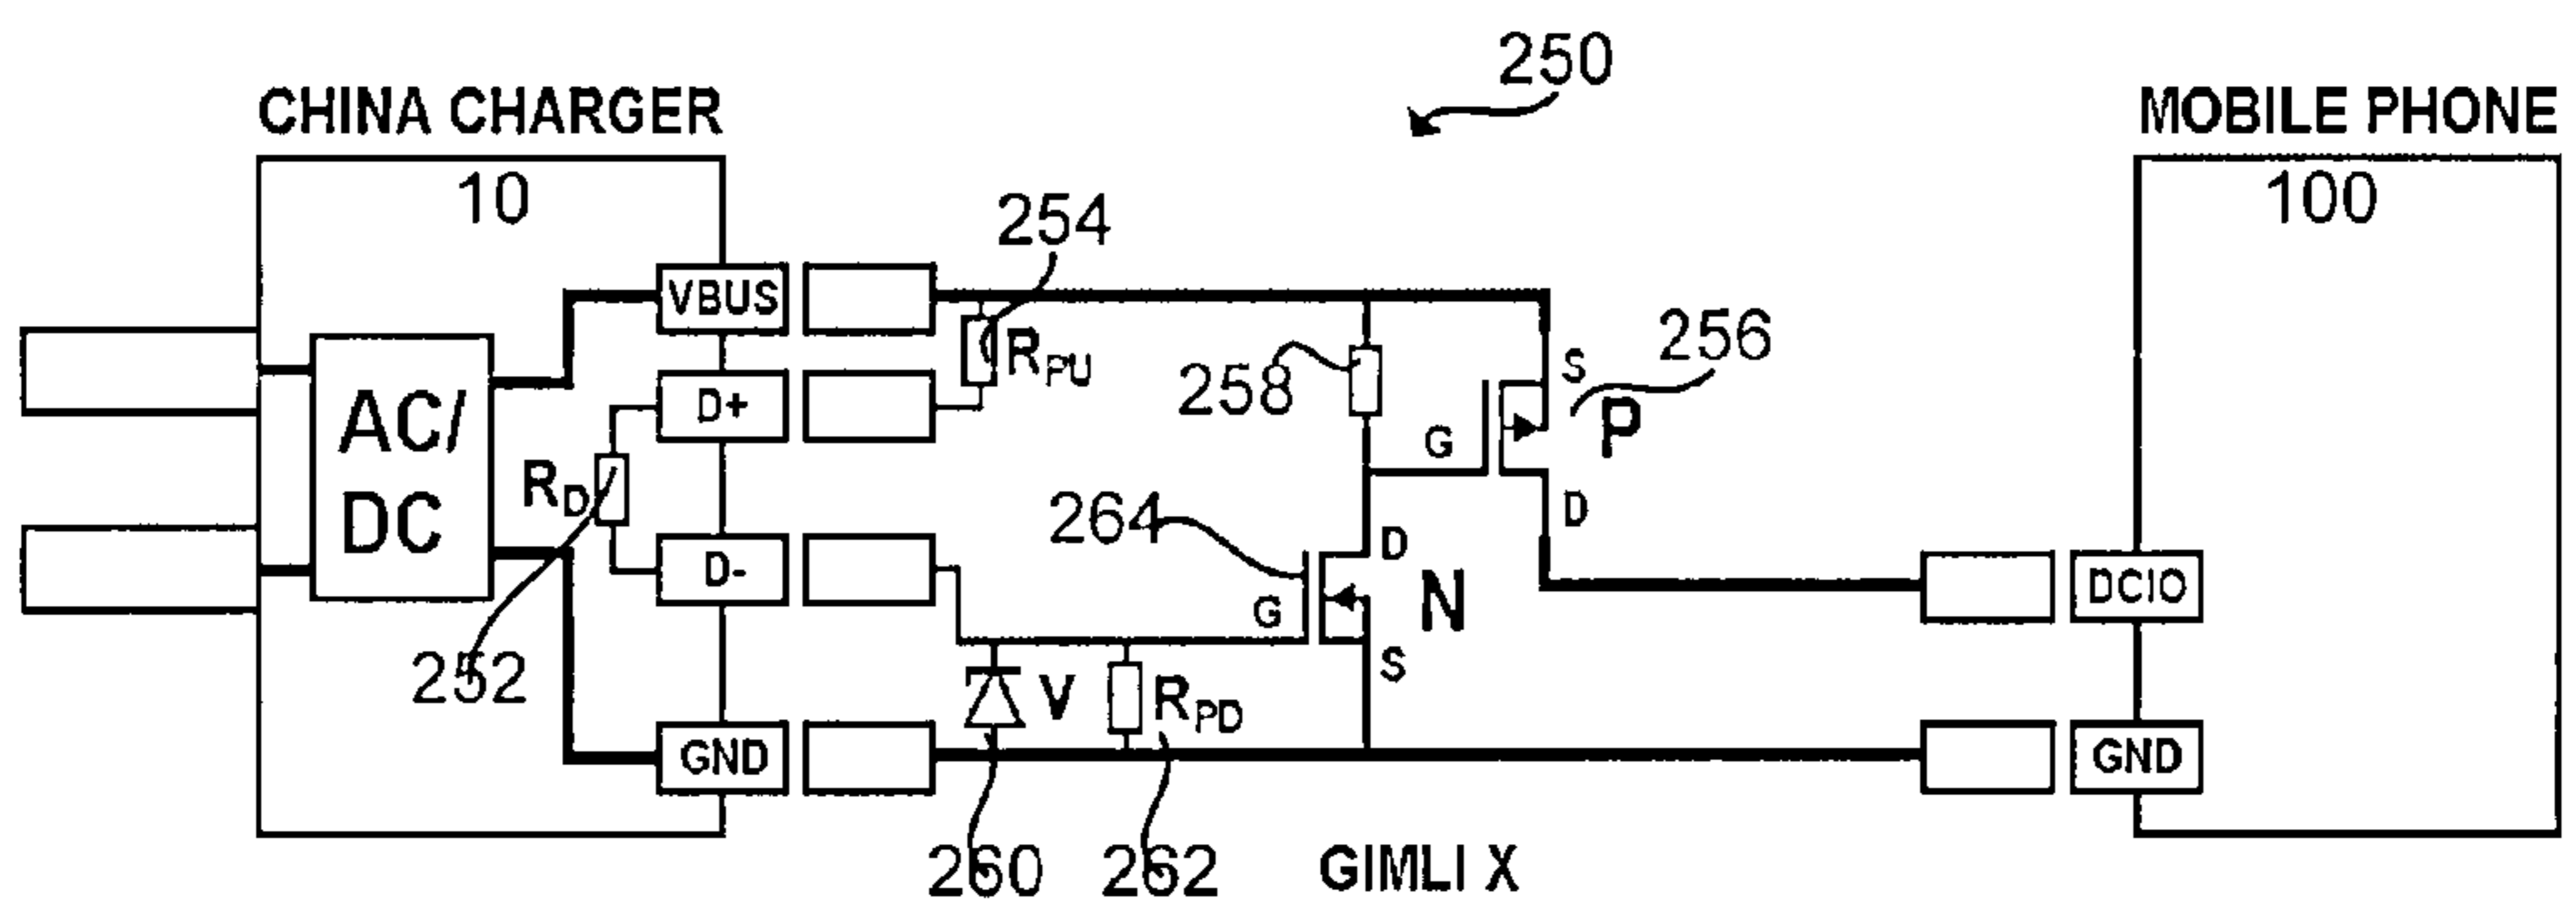 250
CHINA CHARGER
MOBILE PHONE
10
100
254
VBUS
RPU
256
S
P
258
AC/
DC
D+
G
D
RD
264
D
N
D-
G
DCIO
S
252
V
RPD
GND
GND
260
262
GIMLI X